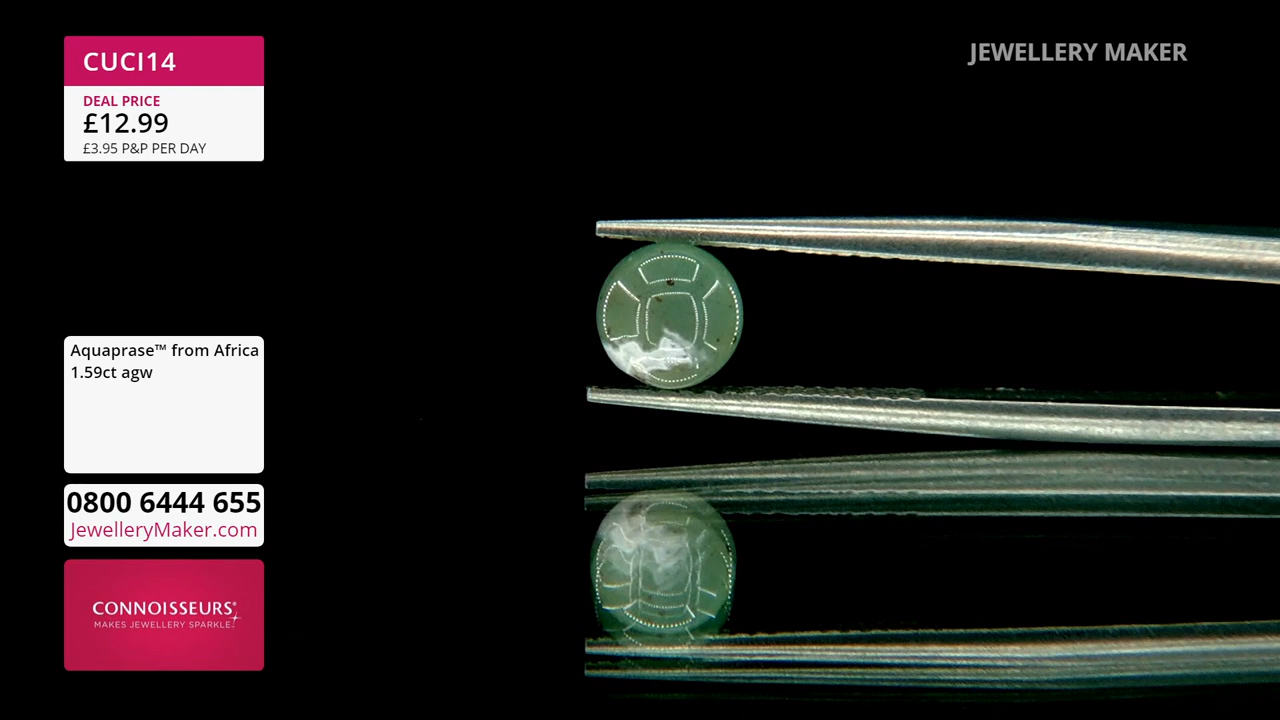 CUCI14
DEAL PRICE
£12.99
£3.95 P&P PER DAY
JEWELLERY MAKER
Aquaprase™ from Africa
1.59ct agw
0800 6444 655
JewelleryMaker.com
CONNOISSEURS®
MAKES JEWELLERY SPARKLE